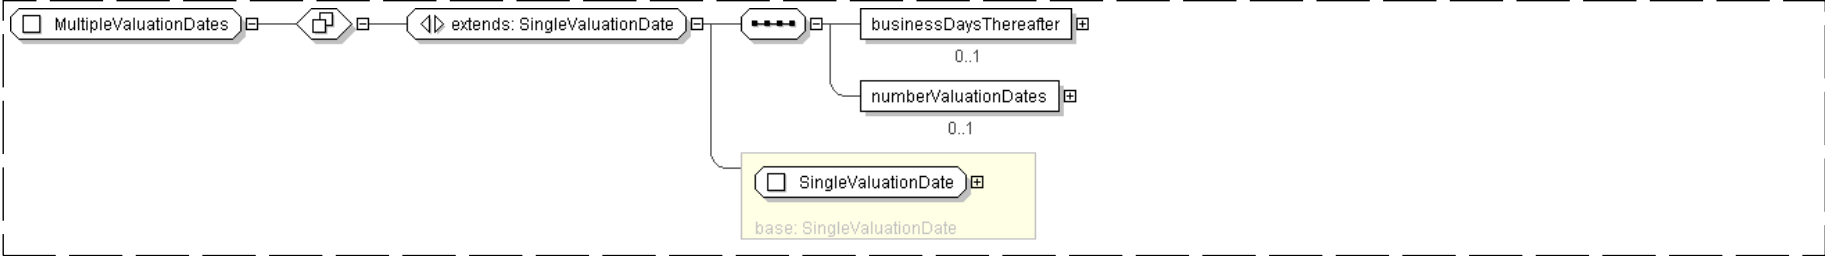 MultipleValuationDates
extends: SingleValuationDate
businessDaysThereafter
0..1
numberValuationDates
0..1
SingleValuationDate
base: SingleValuationDate